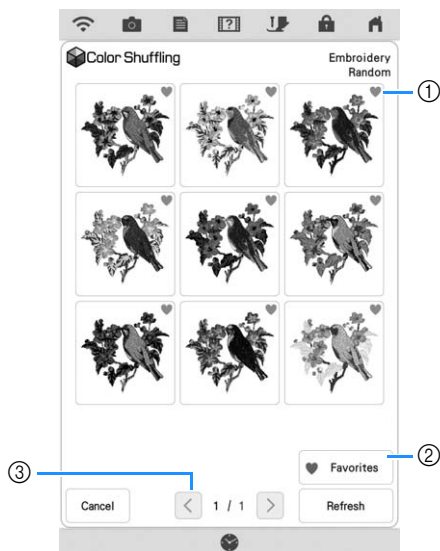 Color Shuffling
Embroidery
Random
①
②
Favorites
③
Cancel
1 / 1
Refresh